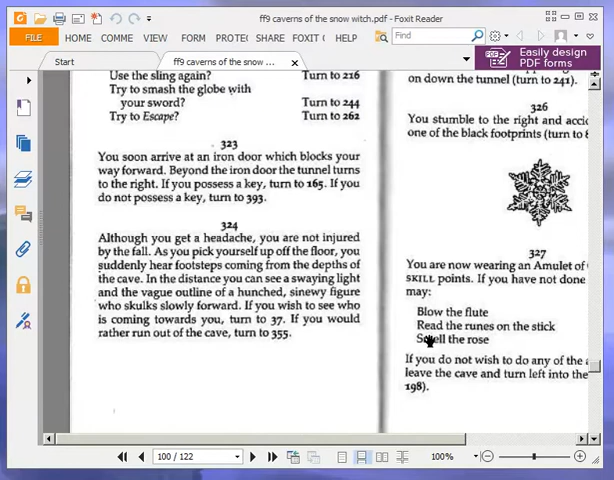 ff9 caverns of the snow witch.pdf - Foxit Reader
FILE
HOME
COMME
ORGAN
FORM
PROTE
SHARE
FOXIT C
HELP
Find
Start
ff9 caverns of the snow ...
Easily design
PDF forms
Use the sling again? Turn to 216
Try to smash the globe with
your sword? Turn to 244
Try to Escape? Turn to 262
323
You soon arrive at an iron door which blocks your
way forward. Beyond the iron door the tunnel turns
to the right. If you possess a key, turn to 165. If you
do not possess a key, turn to 393.
324
Although you get a headache, you are not injured
by the fall. As you pick yourself up off the floor, you
suddenly hear footsteps coming from the depths of
the cave. In the distance you can see a swaying light
and the vague outline of a hunched, sinewy figure
who skulks slowly forward. If you wish to see who
is coming towards you, turn to 37. If you would
rather run out of the cave, turn to 355.
on down the tunnel (turn to 241).
326
You stumble to the right and acci
one of the black footprints (turn to 8
327
You are now wearing an Amulet of
SKILL points. If you have not done
may:
Blow the flute
Read the runes on the stick
Smell the rose
If you do not wish to do any of the a
leave the cave and turn left into the
198).
100 / 122
100%